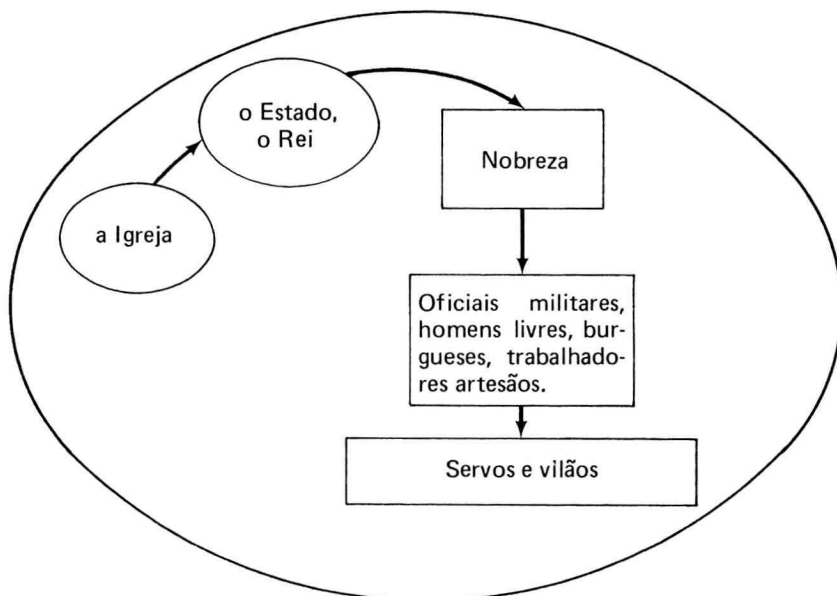 o Estado,
o Rei
a Igreja
Nobreza
Oficiais militares,
homens livres, bur-
gueses, trabalhado-
res artesãos.
Servos e vilãos